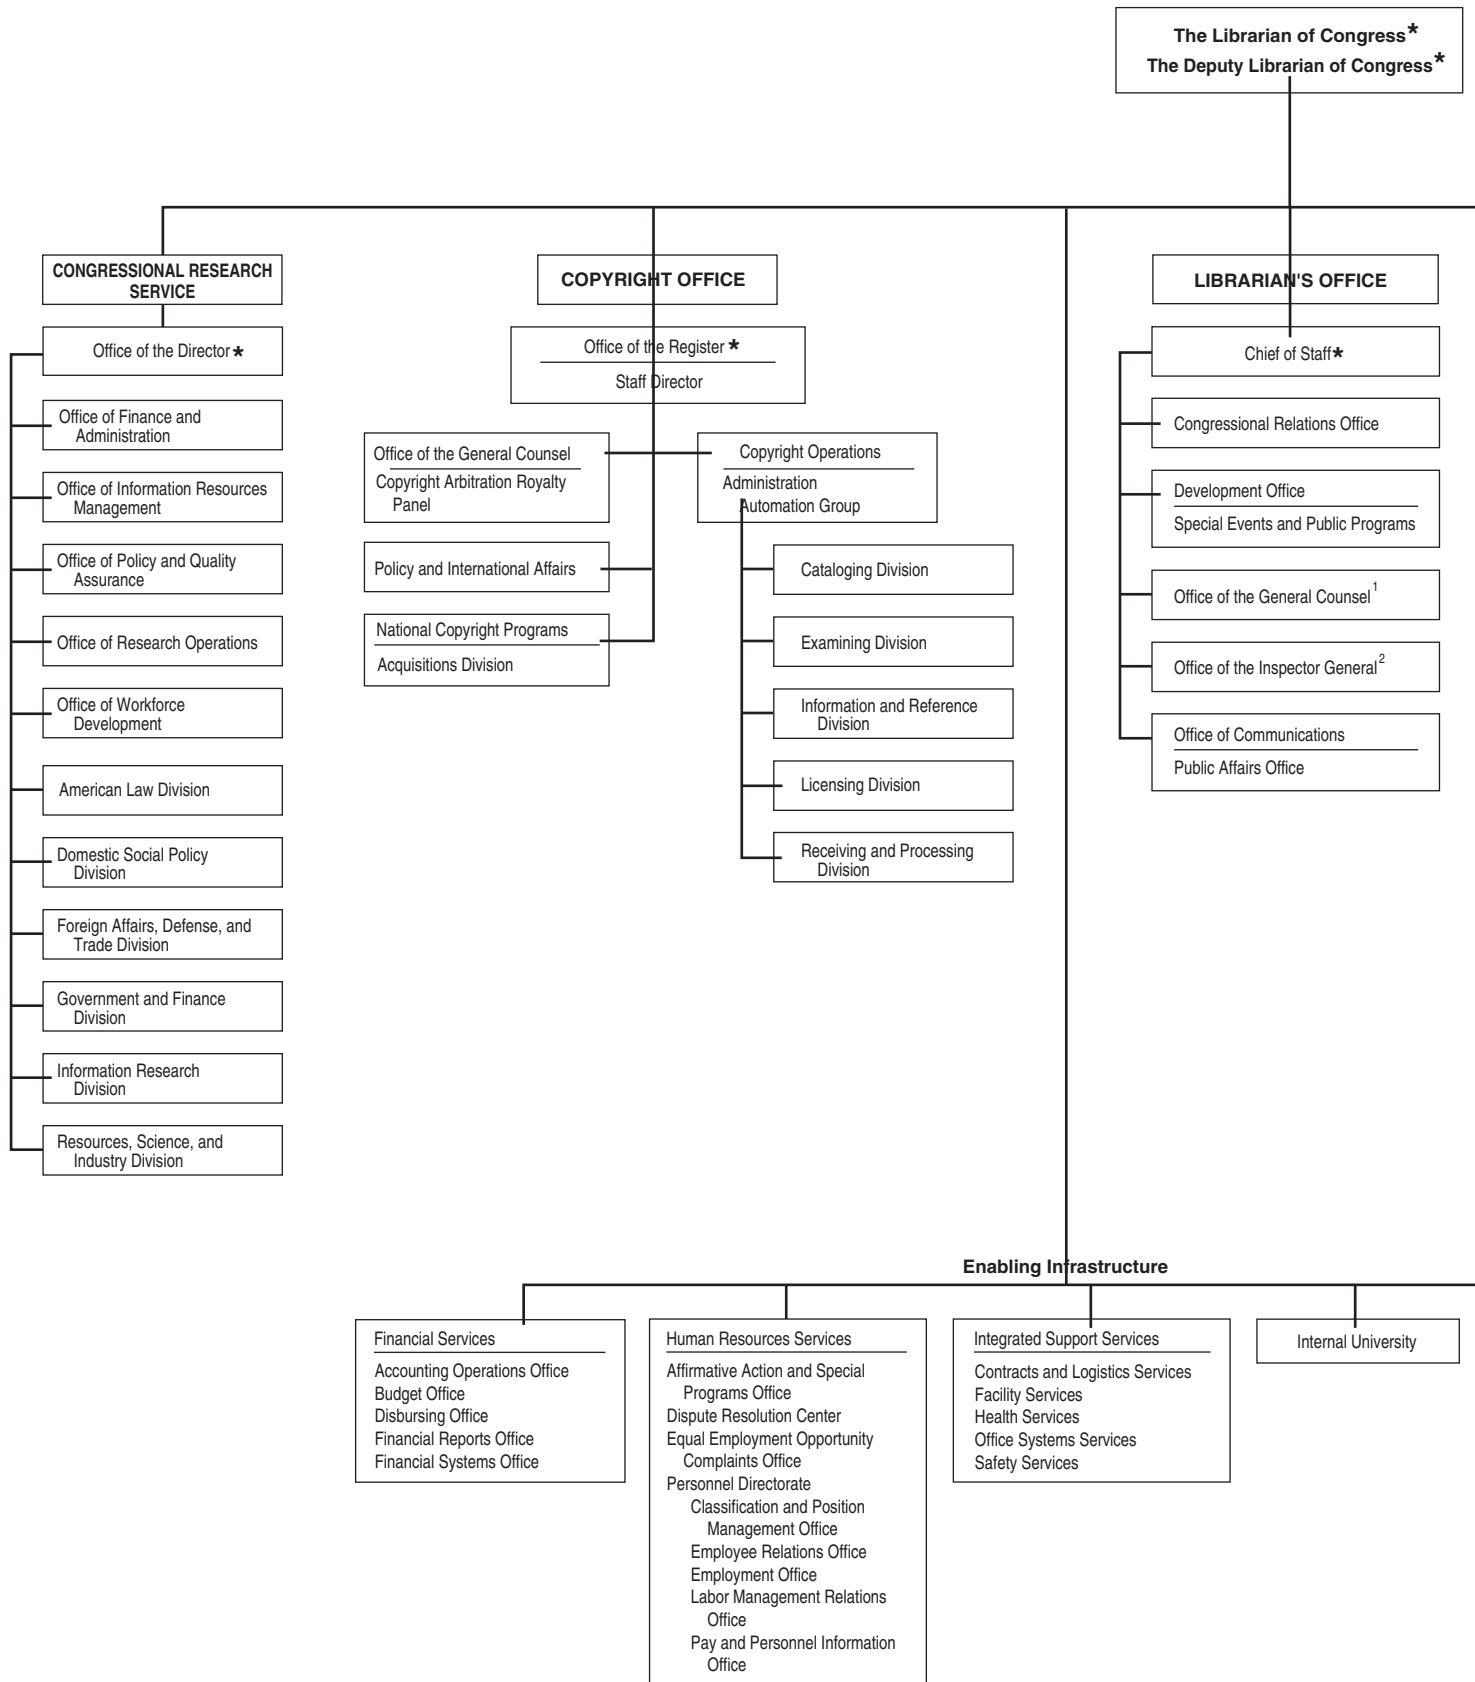 The Librarian of Congress*
The Deputy Librarian of Congress*
CONGRESSIONAL RESEARCH
SERVICE
Office of the Director*
Office of Finance and
Administration
Office of Information Resources
Management
Office of Policy and Quality
Assurance
Office of Research Operations
Office of Workforce
Development
American Law Division
Domestic Social Policy
Division
Foreign Affairs, Defense, and
Trade Division
Government and Finance
Division
Information Research
Division
Resources, Science, and
Industry Division
COPYRIGHT OFFICE
Office of the Register *
Staff Director
Office of the General Counsel
Copyright Arbitration Royalty
Panel
Policy and International Affairs
National Copyright Programs
Acquisitions Division
Copyright Operations
Administration
Automation Group
Cataloging Division
Examining Division
Information and Reference
Division
Licensing Division
Receiving and Processing
Division
LIBRARIAN'S OFFICE
Chief of Staff*
Congressional Relations Office
Development Office
Special Events and Public Programs
Office of the General Counsel 1
Office of the Inspector General 2
Office of Communications
Public Affairs Office
Enabling Infrastructure
Financial Services
Accounting Operations Office
Budget Office
Disbursing Office
Financial Reports Office
Financial Systems Office
Human Resources Services
Affirmative Action and Special
Programs Office
Dispute Resolution Center
Equal Employment Opportunity
Complaints Office
Personnel Directorate
Classification and Position
Management Office
Employee Relations Office
Employment Office
Labor Management Relations
Office
Pay and Personnel Information
Office
Integrated Support Services
Contracts and Logistics Services
Facility Services
Health Services
Office Systems Services
Safety Services
Internal University